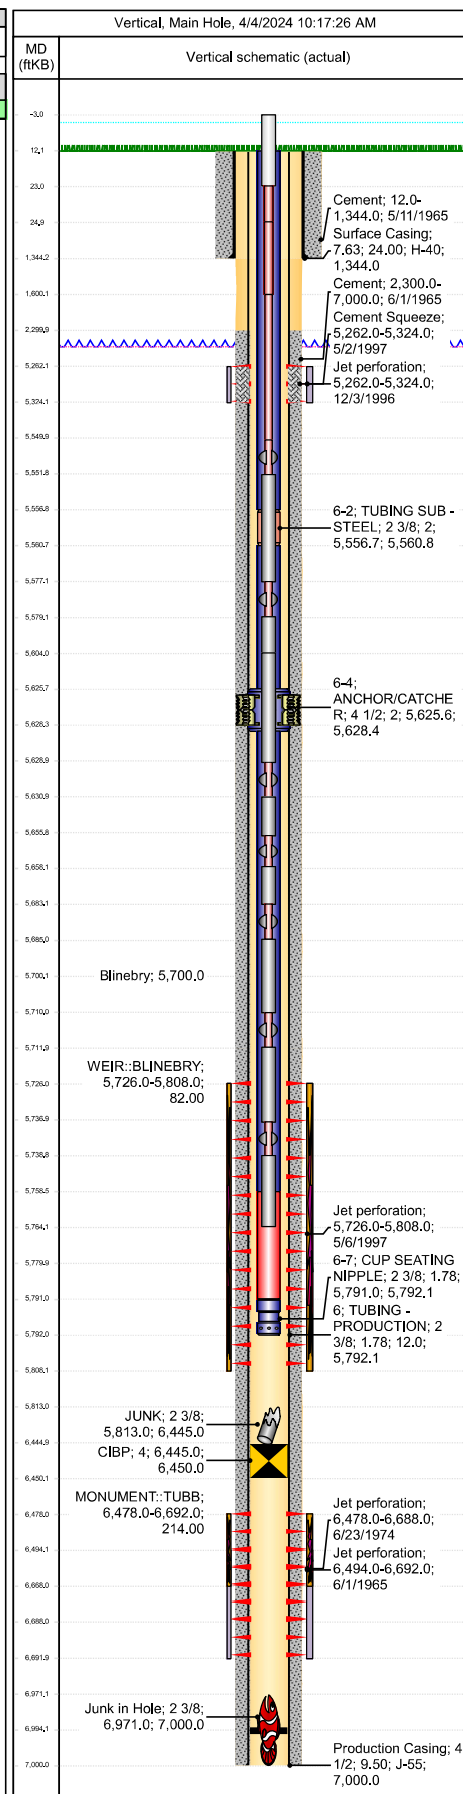 Vertical, Main Hole, 4/4/2024 10:17:26 AM
MD
(ftKB)
Vertical schematic (actual)
-3.0
12.1
23.0
24.9
1,344.2
1,600.1
2,299.9
5,262.1
5,324.1
5,549.9
5,551.8
5,556.8
5,560.7
5,577.1
5,579.1
5,604.0
5,625.7
5,628.3
5,628.9
5,630.9
5,655.8
5,658.1
5,683.1
5,685.0
5,700.1
5,710.0
5,711.9
5,726.0
5,736.9
5,738.8
5,758.5
5,764.1
5,779.9
5,791.0
5,792.0
5,808.1
5,813.0
6,444.9
6,450.1
6,478.0
6,494.1
6,668.0
6,688.0
6,691.9
6,971.1
6,994.1
7,000.0
Cement; 12.0-
1,344.0; 5/11/1965
Surface Casing;
7.63; 24.00; H-40;
1,344.0
Cement; 2,300.0-
7,000.0; 6/1/1965
Cement Squeeze;
5,262.0-5,324.0;
5/2/1997
Jet perforation;
5,262.0-5,324.0;
12/3/1996
6-2; TUBING SUB -
STEEL; 2 3/8; 2;
5,556.7; 5,560.8
6-4;
ANCHOR/CATCHE
R; 4 1/2; 2; 5,625.6;
5,628.4
Blinebry; 5,700.0
WEIR::BLINEBRY;
5,726.0-5,808.0;
82.00
Jet perforation;
5,726.0-5,808.0;
5/6/1997
6-7; CUP SEATING
NIPPLE; 2 3/8; 1.78;
5,791.0; 5,792.1
6; TUBING -
PRODUCTION; 2
3/8; 1.78; 12.0;
5,792.1
JUNK; 2 3/8;
5,813.0; 6,445.0
CIBP; 4; 6,445.0;
6,450.0
MONUMENT::TUBB;
6,478.0-6,692.0;
214.00
Jet perforation;
6,478.0-6,688.0;
6/23/1974
Jet perforation;
6,494.0-6,692.0;
6/1/1965
Junk in Hole; 2 3/8;
6,971.0; 7,000.0
Production Casing; 4
1/2; 9.50; J-55;
7,000.0